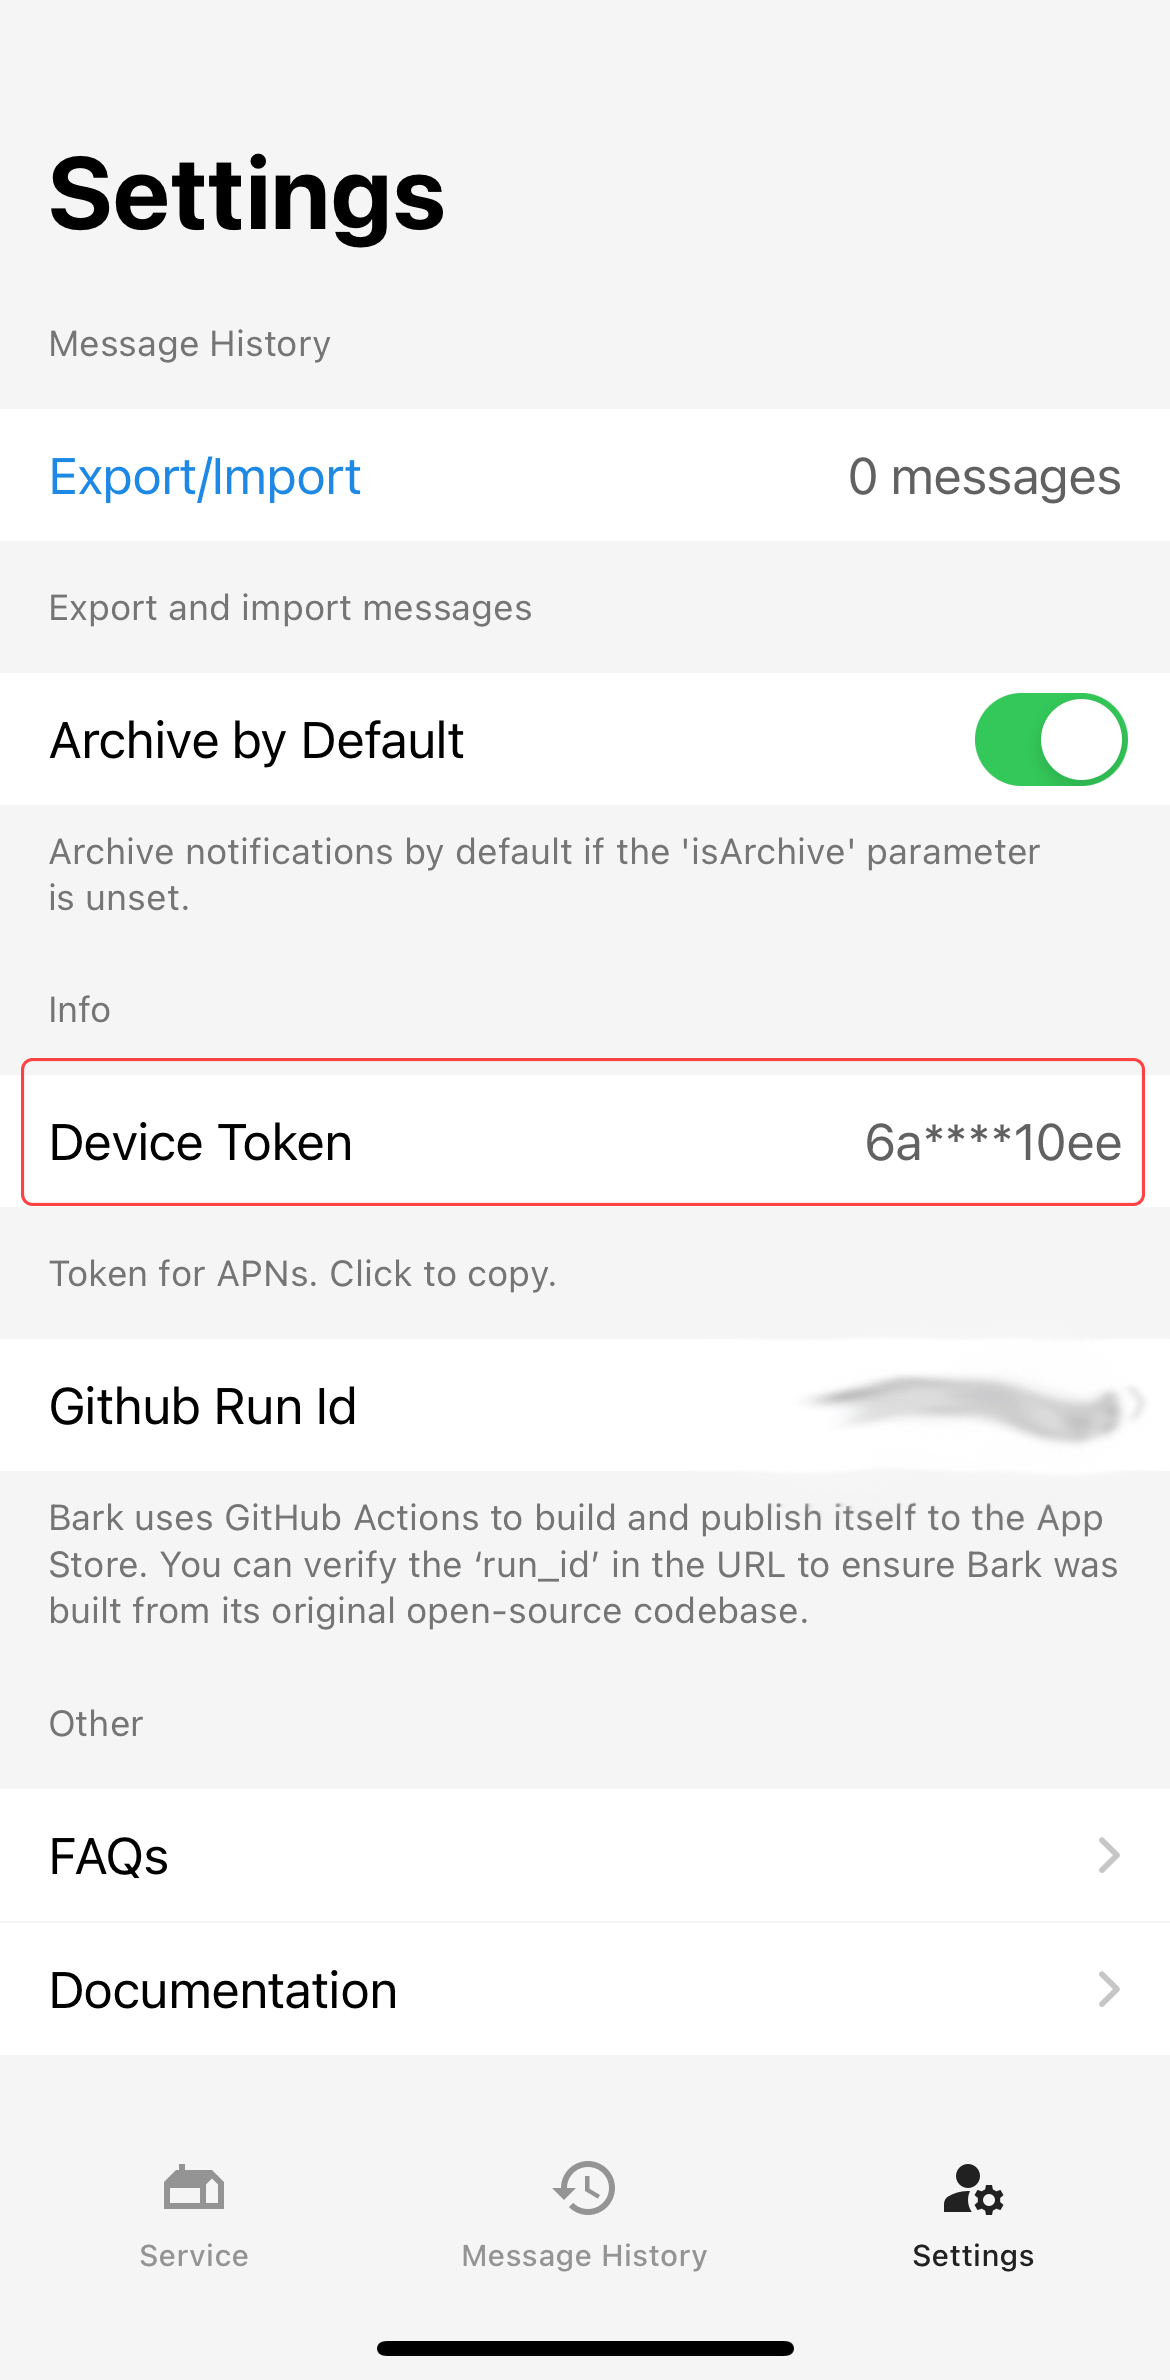 Settings
Message History
Export/Import
0 messages
Export and import messages
Archive by Default
Archive notifications by default if the 'isArchive' parameter
is unset.
Info
Device Token
6a****10ee
Token for APNs. Click to copy.
Github Run Id
Bark uses GitHub Actions to build and publish itself to the App
Store. You can verify the ‘run_id’ in the URL to ensure Bark was
built from its original open-source codebase.
Other
FAQs
Documentation
Service
Message History
Settings